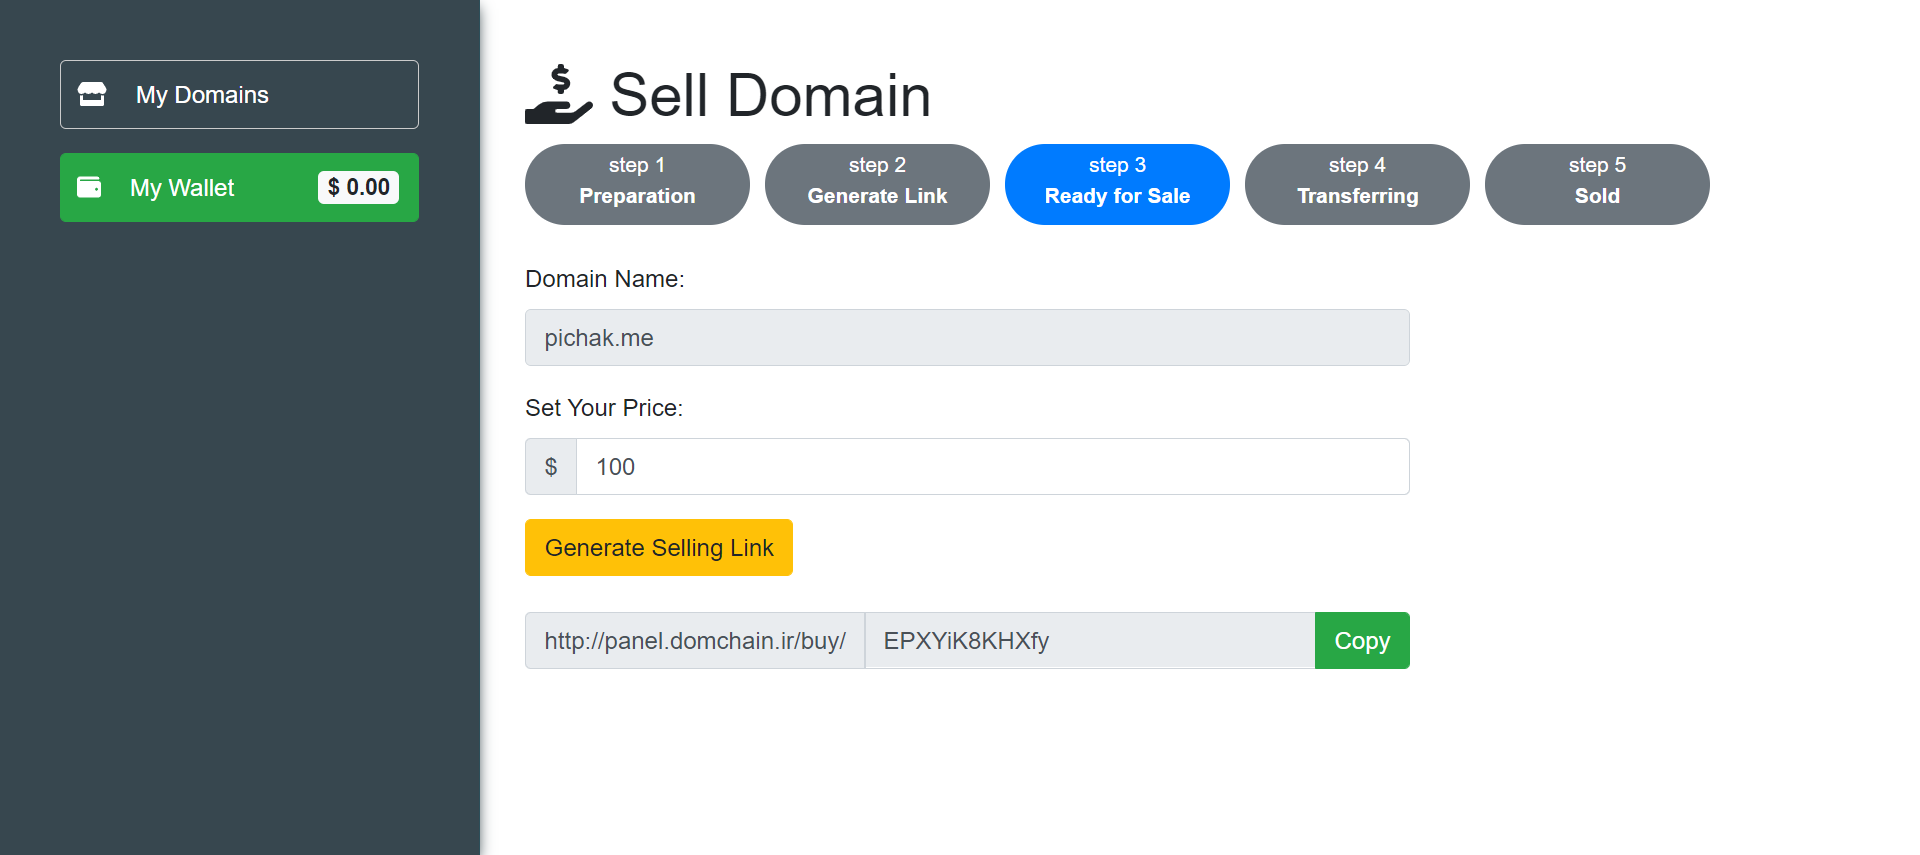 My Domains
My Wallet $ 0.00
Sell Domain
step 1
Preparation
step 2
Generate Link
step 3
Ready for Sale
step 4
Transferring
step 5
Sold
Domain Name:
pichak.me
Set Your Price:
$ 100
Generate Selling Link
http://panel.domchain.ir/buy/ EPXYiK8KHXfy Copy